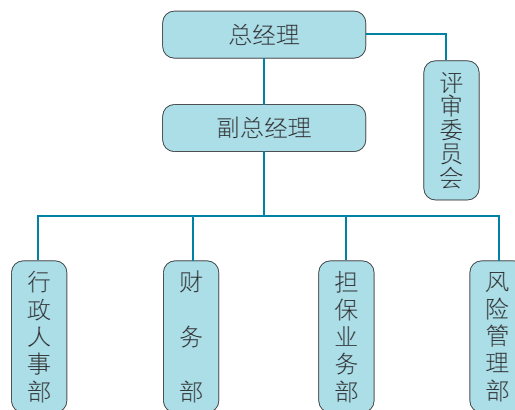 总经理
评审委员会
副总经理
行政人事部
财务部
担保业务部
风险管理部